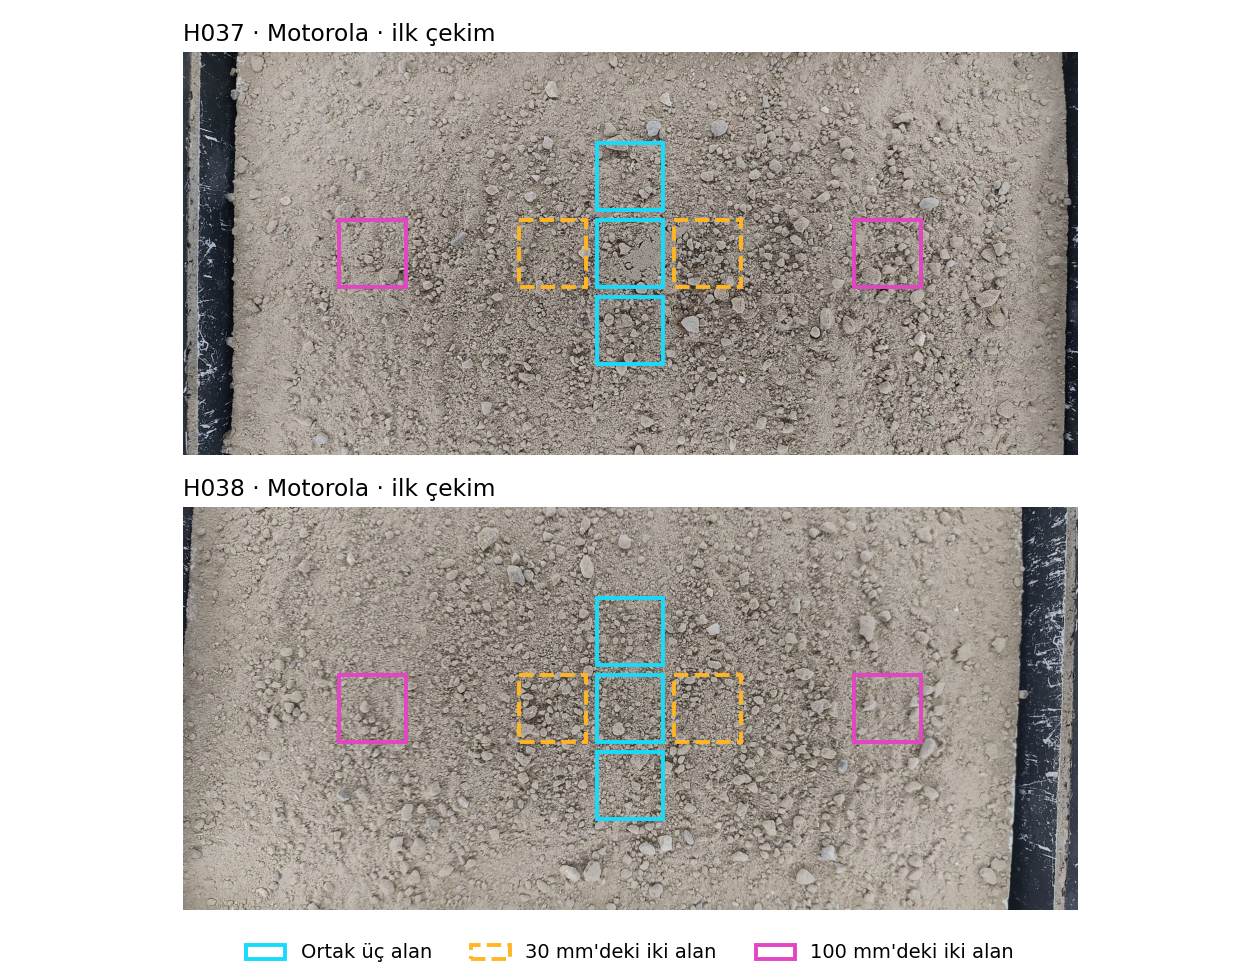 H037 · Motorola · ilk çekim
H038 · Motorola · ilk çekim
Ortak üç alan
30 mm'deki iki alan
100 mm'deki iki alan